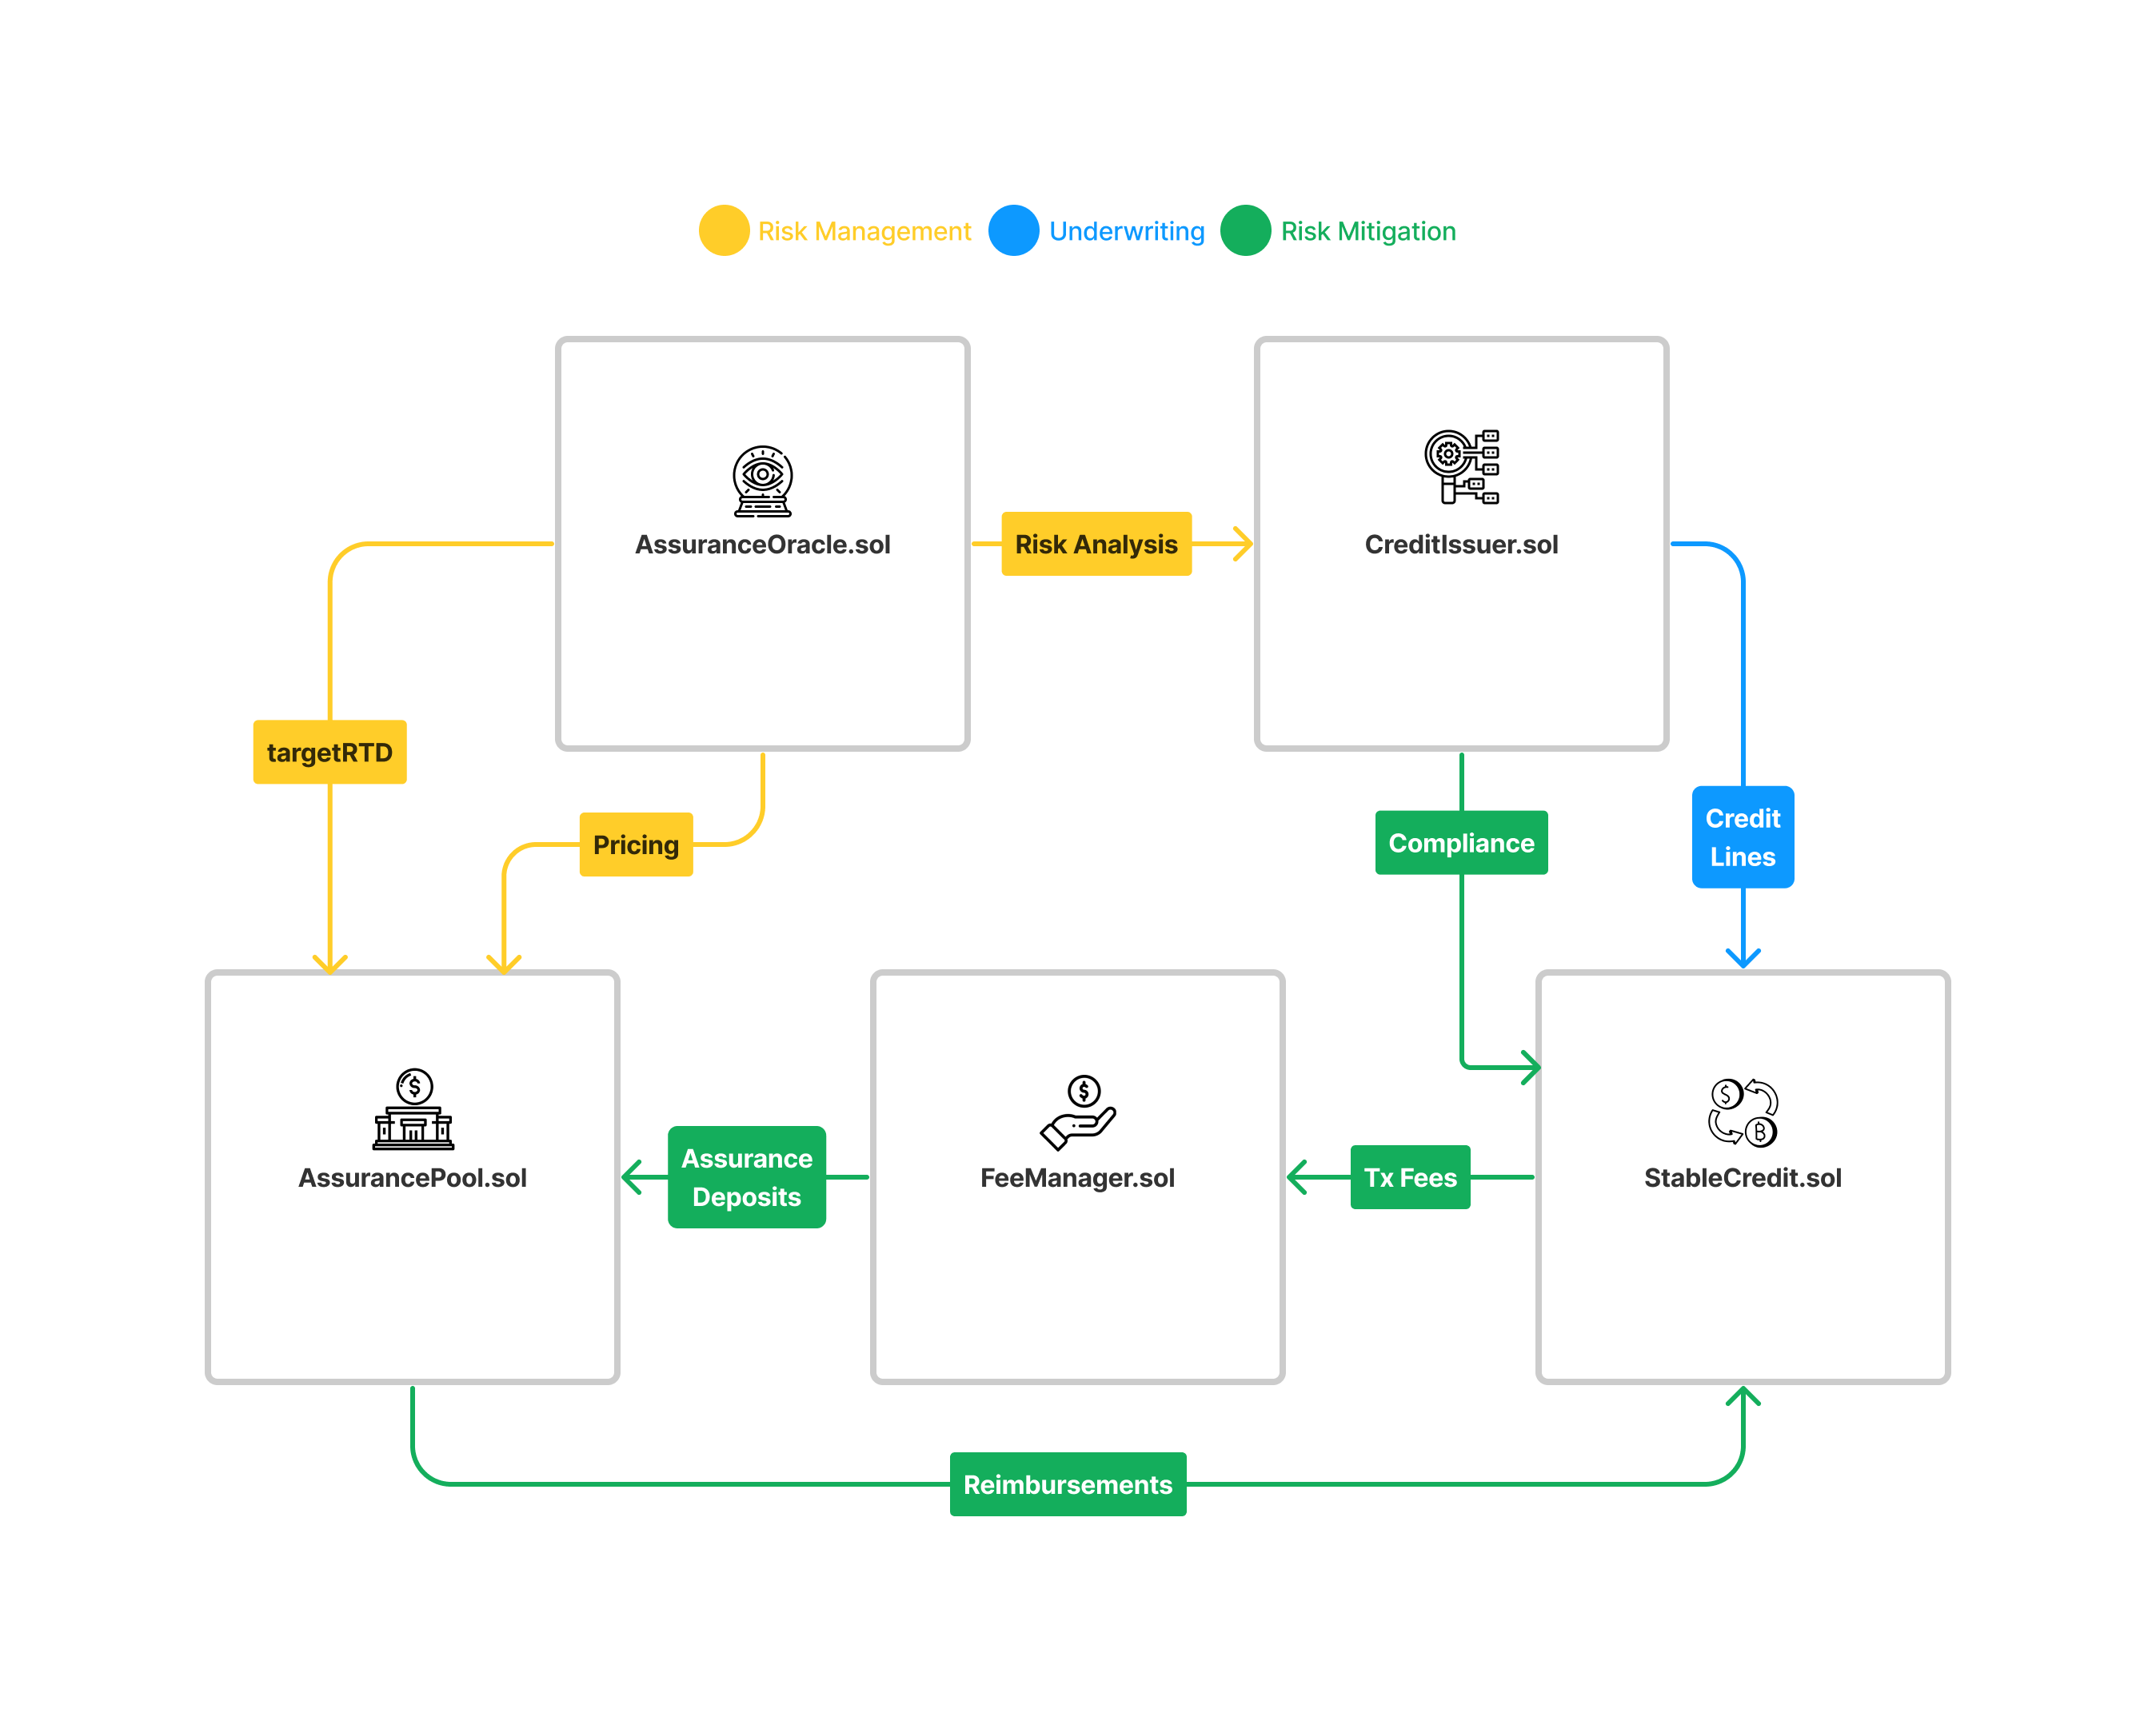 Risk Management
Underwriting
Risk Mitigation
AssuranceOracle.sol
Risk Analysis
CreditIssuer.sol
targetRTD
Pricing
Compliance
Credit
Lines
AssurancePool.sol
Assurance
Deposits
FeeManager.sol
Tx Fees
StableCredit.sol
Reimbursements